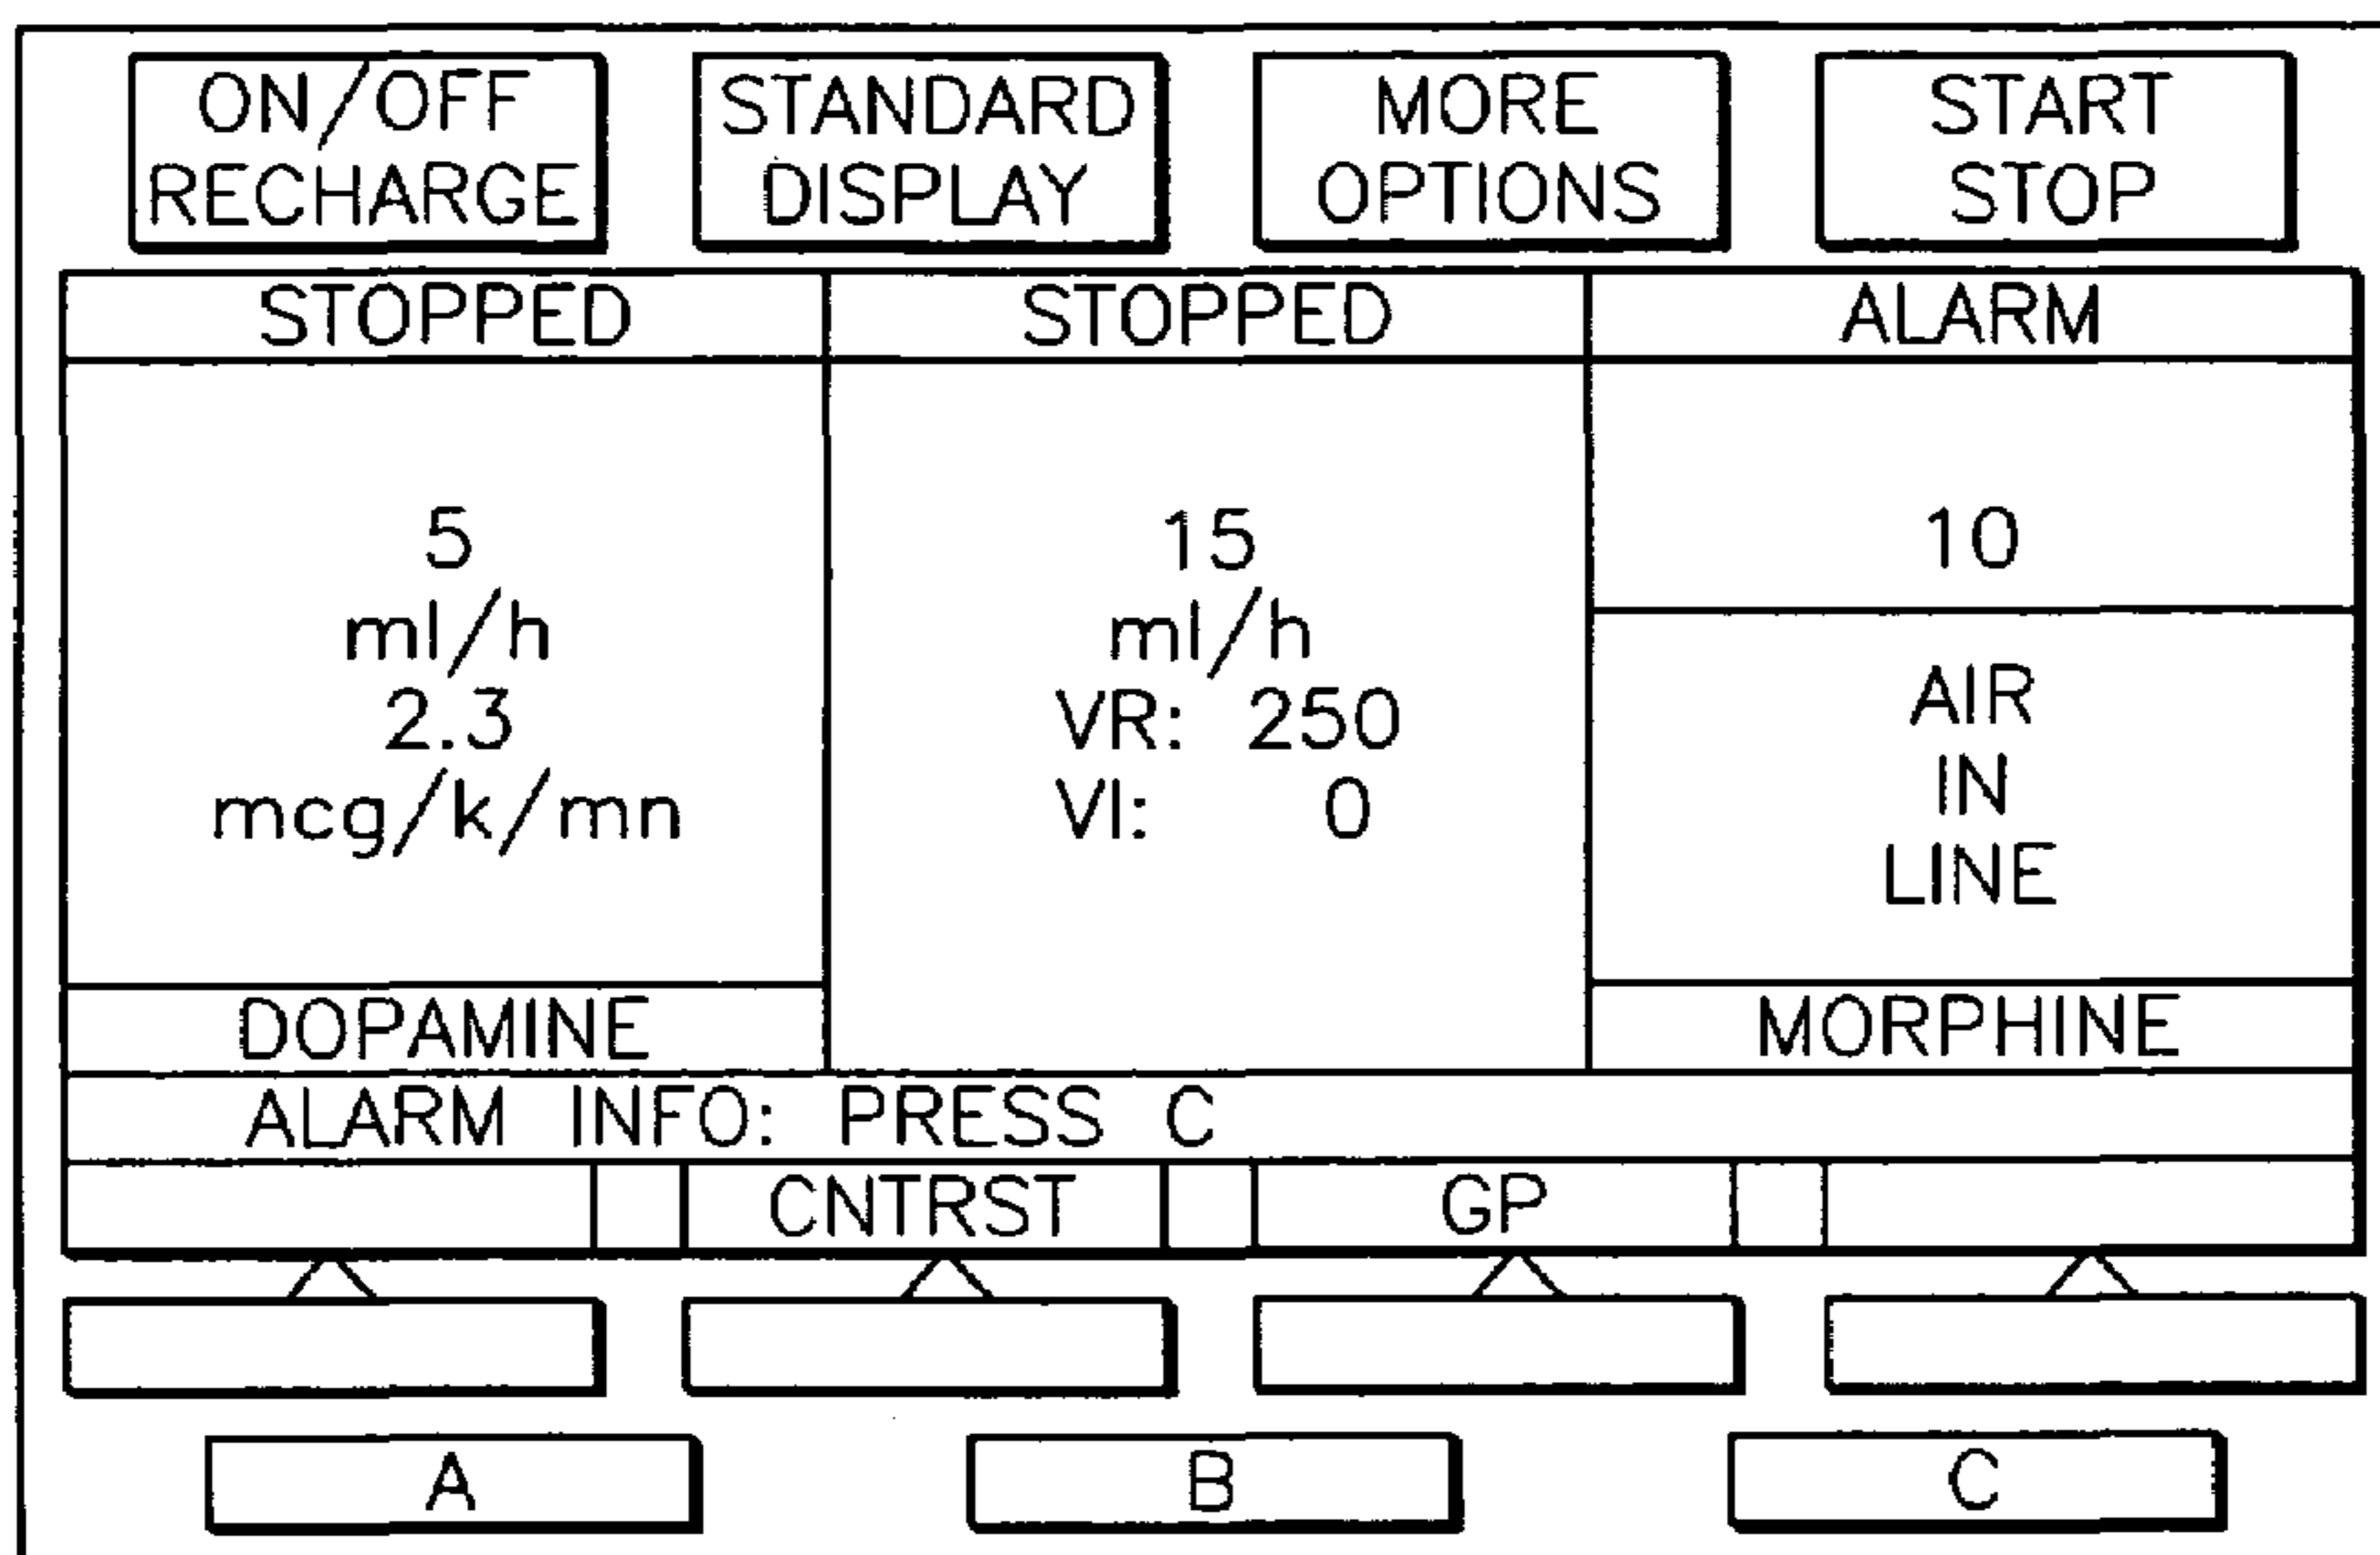 ON/OFF
RECHARGE
STANDARD
DISPLAY
MORE
OPTIONS
START
STOP
STOPPED
STOPPED
ALARM
5
ml/h
2.3
mcg/k/mn
DOPAMINE
15
ml/h
VR: 250
VI: 0
10
AIR
IN
LINE
MORPHINE
ALARM INFO: PRESS C
CNTRST
GP
A
B
C